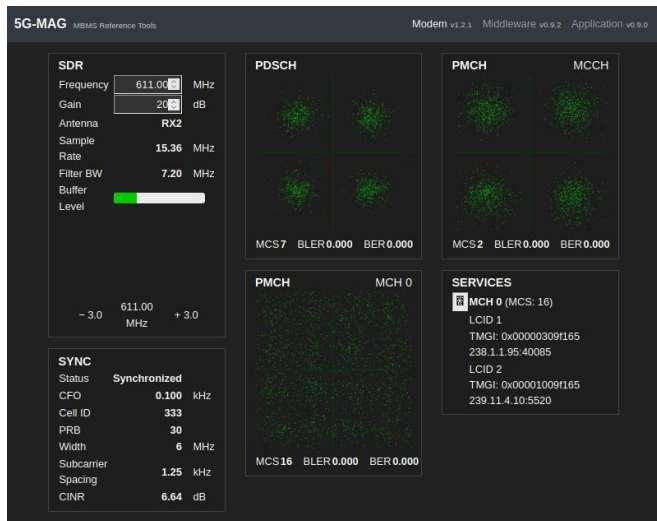 5G-MAG MBMS Reference Tools Modem v1.2.1 Middleware v0.9.2 Application v0.9.0
SDR
Frequency 611.00 MHz
Gain 20 dB
Antenna RX2
Sample Rate 15.36 MHz
Filter BW 7.20 MHz
Buffer Level
− 3.0 611.00 MHz + 3.0
SYNC
Status Synchronized
CFO 0.100 kHz
Cell ID 333
PRB 30
Width 6 MHz
Subcarrier Spacing 1.25 kHz
CINR 6.64 dB
PDSCH
MCS 7 BLER 0.000 BER 0.000
PMCH MCCH
MCS 2 BLER 0.000 BER 0.000
PMCH MCH 0
MCS 16 BLER 0.000 BER 0.000
SERVICES
MCH 0 (MCS: 16)
LCID 1
TMGI: 0x00000309f165
238.1.1.95:40085
LCID 2
TMGI: 0x00001009f165
239.11.4.10:5520